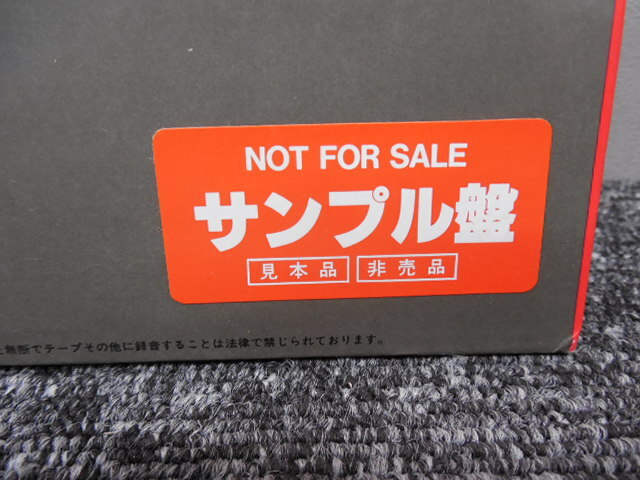 NOT FOR SALE
サンプル盤
見本品 非売品
無断でテープその他に録音することは法律で禁じられております。